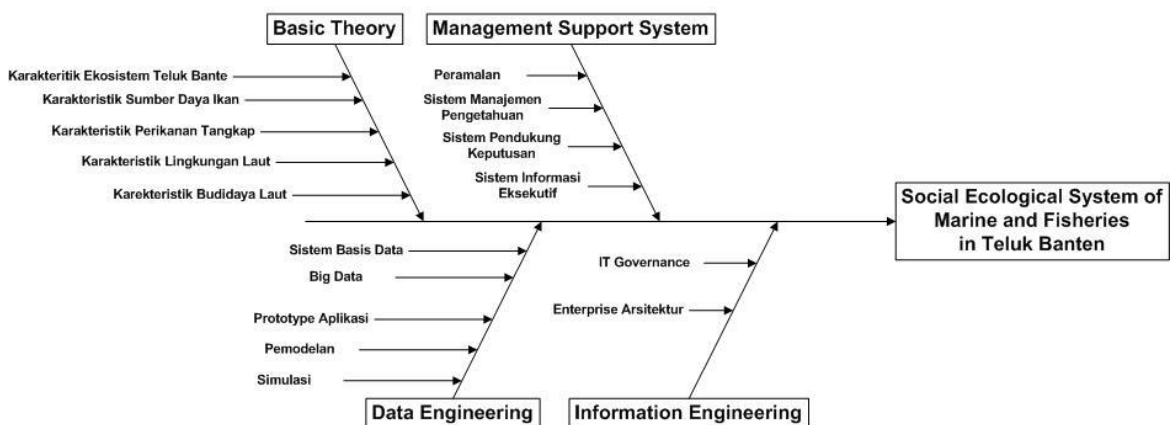 Basic Theory
Management Support System
Karakteritik Ekosistem Teluk Bante
Karakteristik Sumber Daya Ikan
Karakteristik Perikanan Tangkap
Karakteristik Lingkungan Laut
Karekteristik Budidaya Laut
Peramalan
Sistem Manajemen
Pengetahuan
Sistem Pendukung
Keputusan
Sistem Informasi
Eksekutif
Social Ecological System of
Marine and Fisheries
in Teluk Banten
Sistem Basis Data
Big Data
Prototype Aplikasi
Pemodelan
Simulasi
IT Governance
Enterprise Arsitektur
Data Engineering
Information Engineering